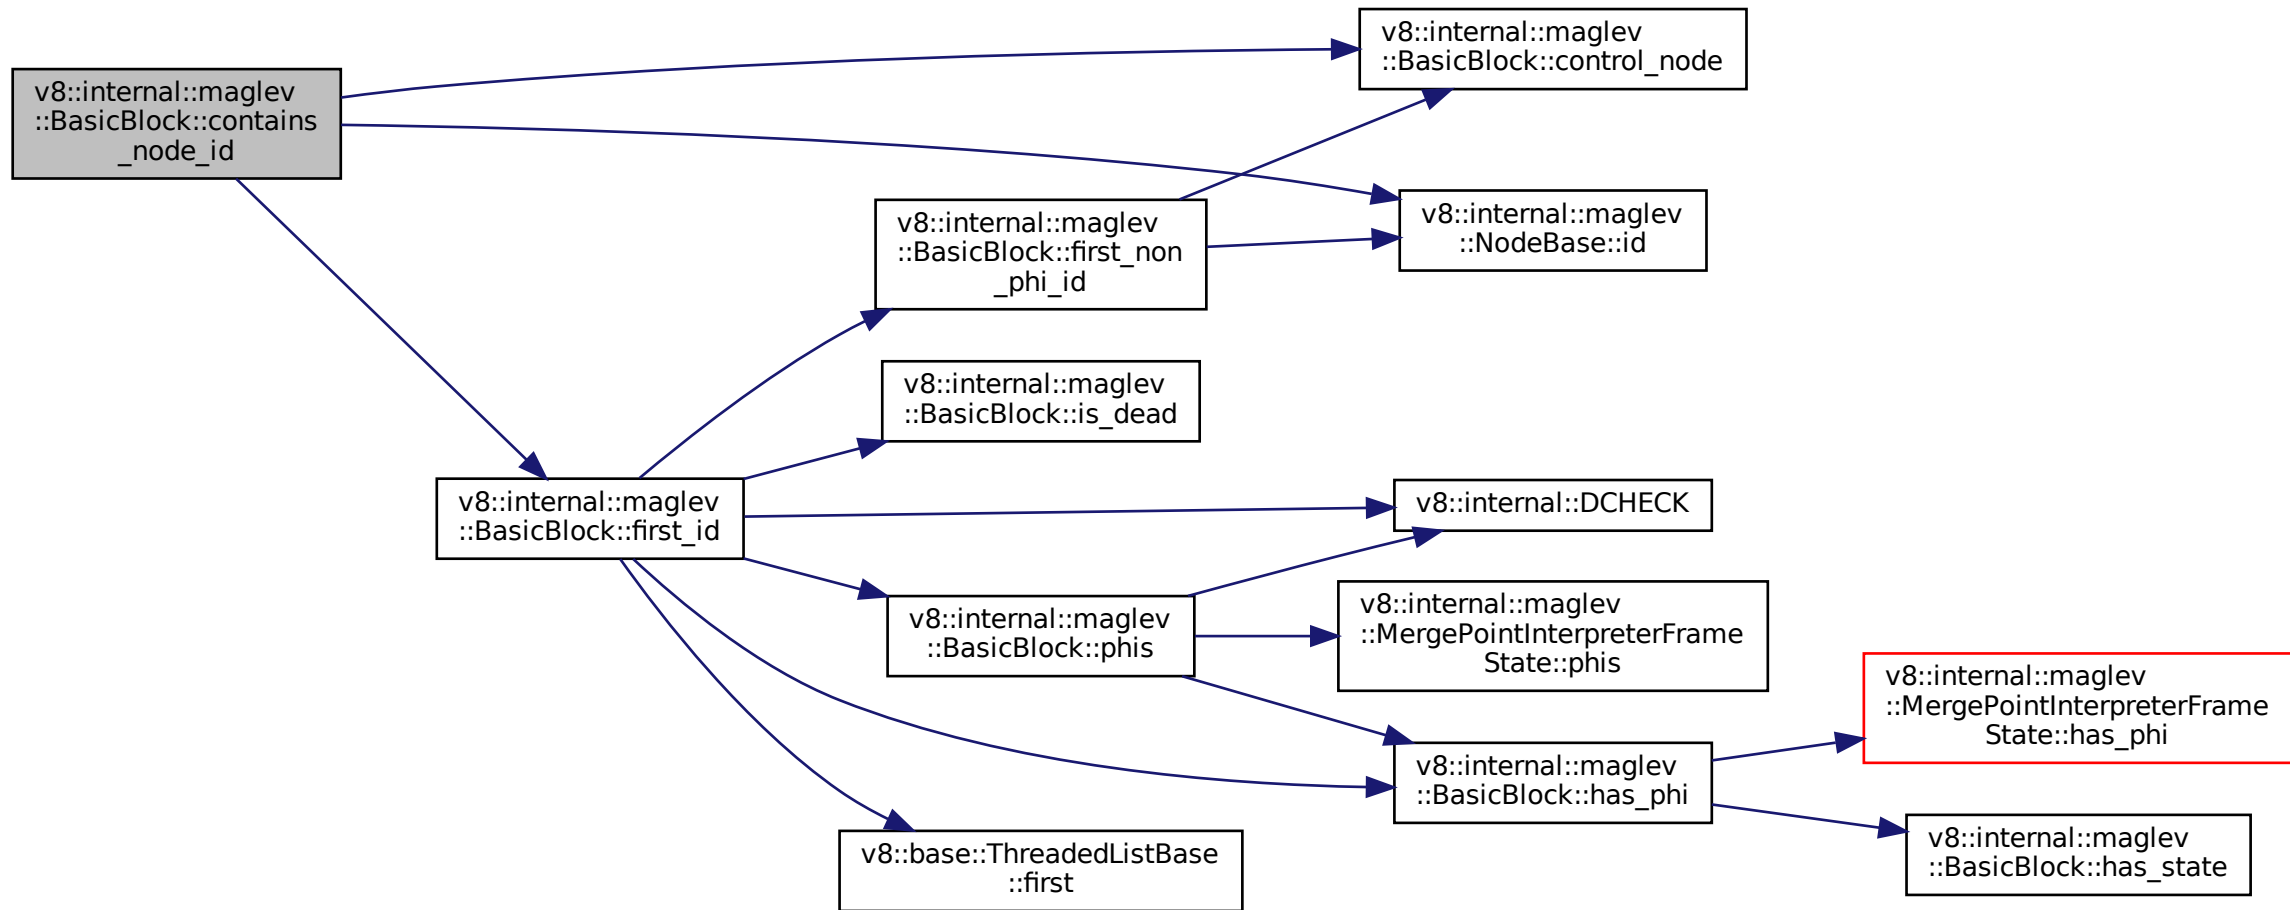 v8::internal::maglev
::BasicBlock::contains
_node_id
v8::internal::maglev
::BasicBlock::control_node
v8::internal::maglev
::NodeBase::id
v8::internal::maglev
::BasicBlock::first_non
_phi_id
v8::internal::maglev
::BasicBlock::is_dead
v8::internal::maglev
::BasicBlock::first_id
v8::internal::DCHECK
v8::internal::maglev
::BasicBlock::phis
v8::internal::maglev
::MergePointInterpreterFrame
State::phis
v8::internal::maglev
::MergePointInterpreterFrame
State::has_phi
v8::internal::maglev
::BasicBlock::has_phi
v8::internal::maglev
::BasicBlock::has_state
v8::base::ThreadedListBase
::first